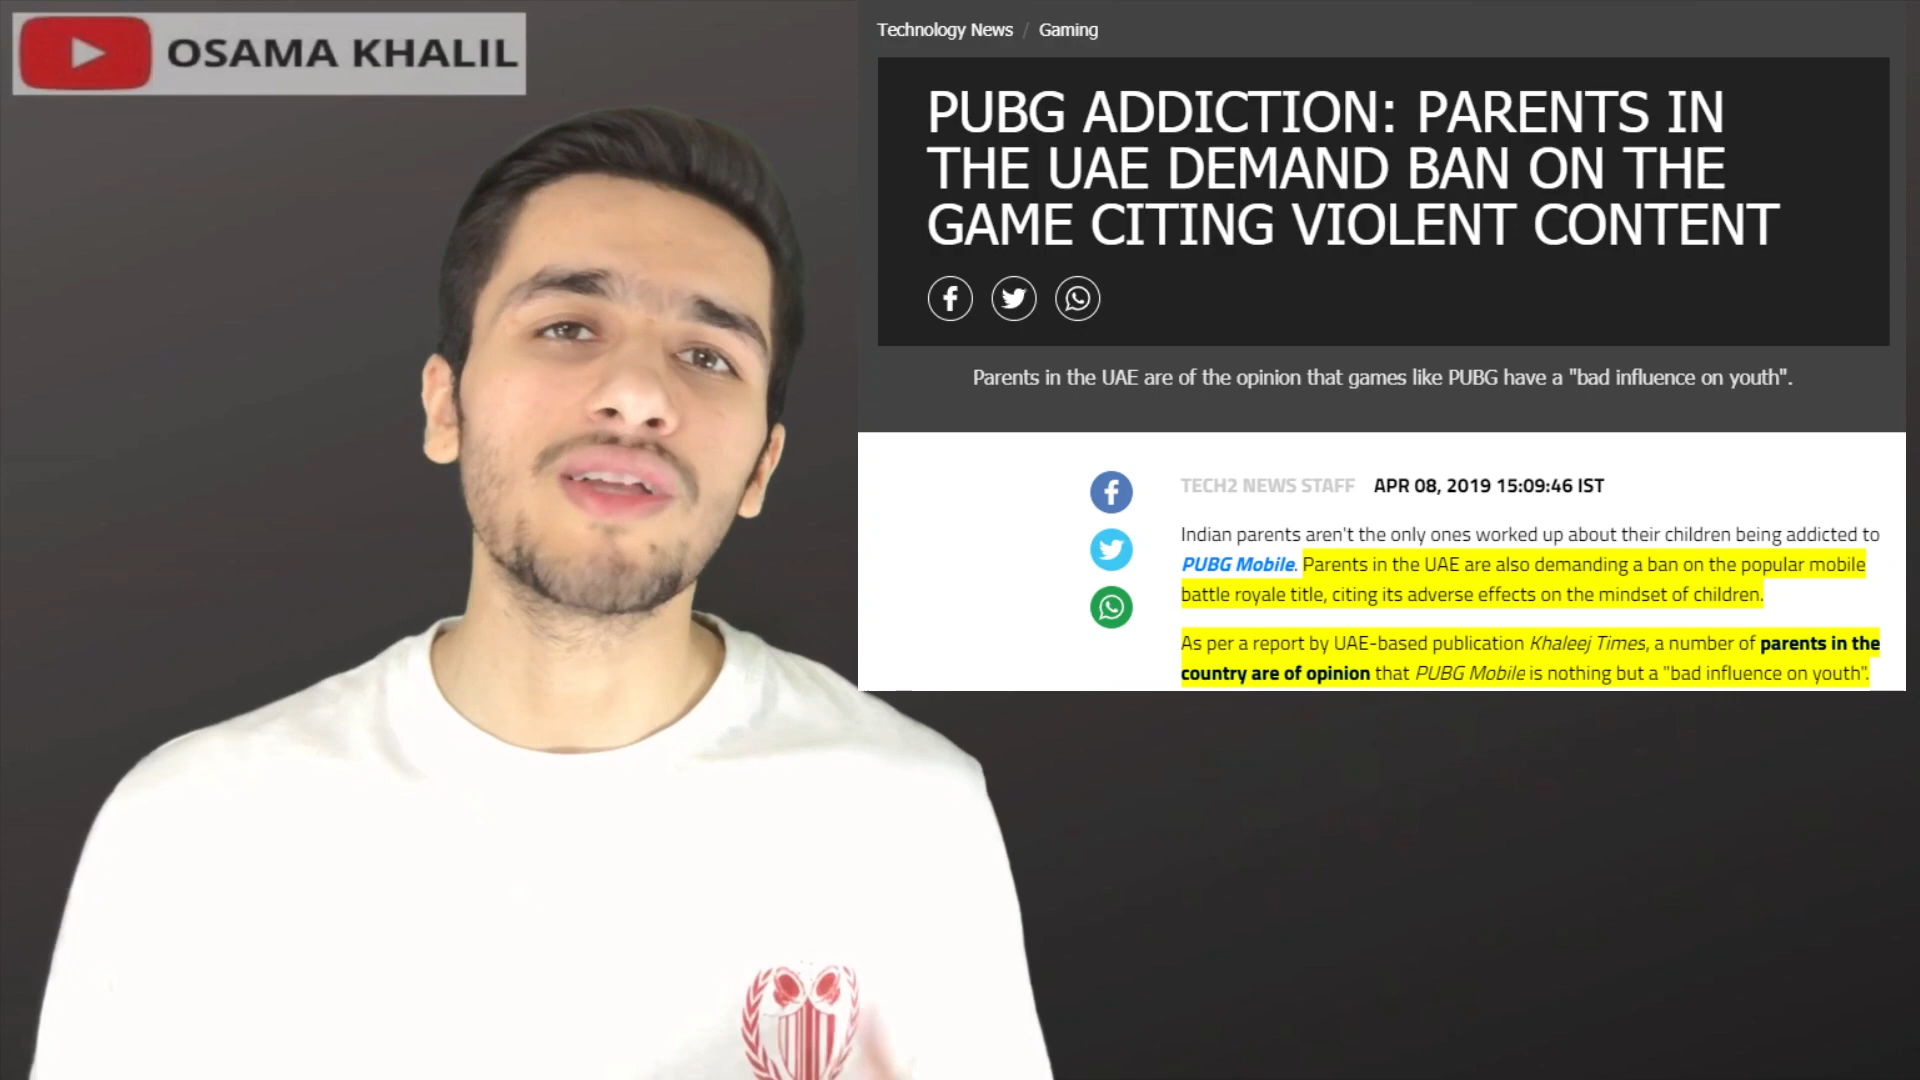 OSAMA KHALIL
Technology News / Gaming
PUBG ADDICTION: PARENTS IN
THE UAE DEMAND BAN ON THE
GAME CITING VIOLENT CONTENT
Parents in the UAE are of the opinion that games like PUBG have a "bad influence on youth".
TECH2 NEWS STAFF APR 08, 2019 15:09:46 IST
Indian parents aren't the only ones worked up about their children being addicted to
PUBG Mobile. Parents in the UAE are also demanding a ban on the popular mobile
battle royale title, citing its adverse effects on the mindset of children.
As per a report by UAE-based publication Khaleej Times, a number of parents in the
country are of opinion that PUBG Mobile is nothing but a "bad influence on youth".